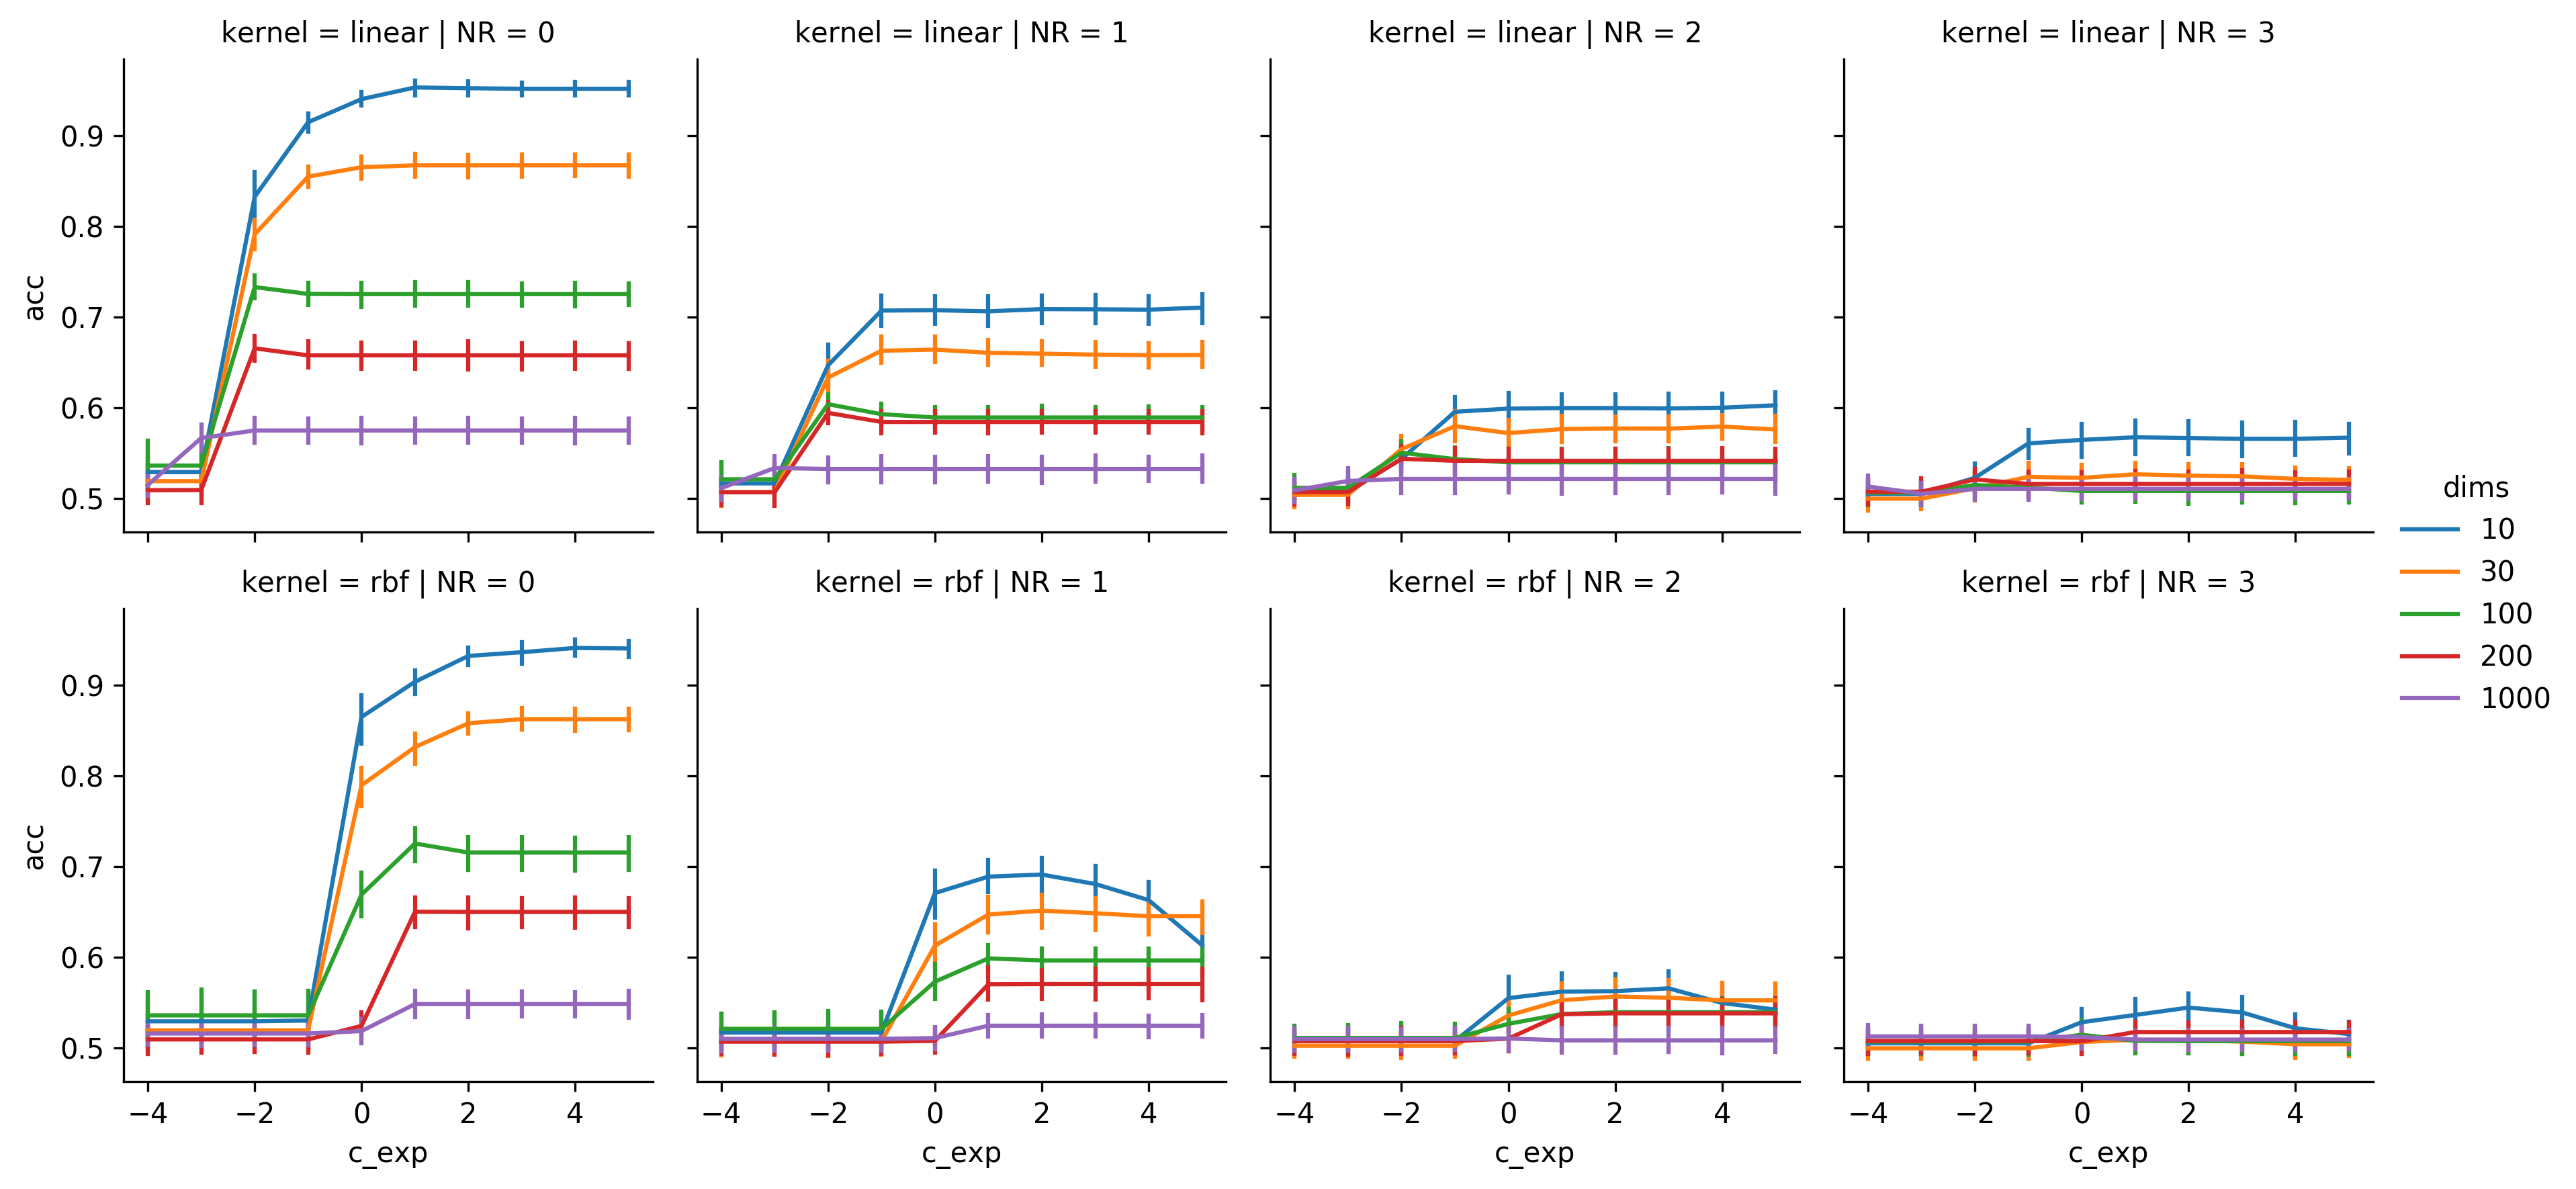 kernel = linear | NR = 0
kernel = linear | NR = 1
kernel = linear | NR = 2
kernel = linear | NR = 3
acc
0.9
0.8
0.7
0.6
0.5
kernel = rbf | NR = 0
kernel = rbf | NR = 1
kernel = rbf | NR = 2
kernel = rbf | NR = 3
acc
0.9
0.8
0.7
0.6
0.5
−4 −2 0 2 4
−4 −2 0 2 4
−4 −2 0 2 4
−4 −2 0 2 4
c_exp
c_exp
c_exp
c_exp
dims
10
30
100
200
1000